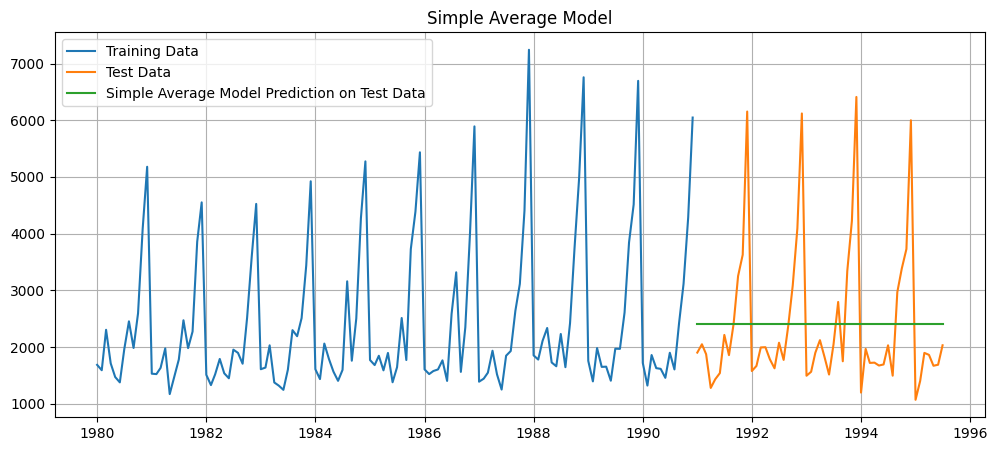 Simple Average Model
Training Data
Test Data
Simple Average Model Prediction on Test Data
7000
6000
5000
4000
3000
2000
1000
1980 1982 1984 1986 1988 1990 1992 1994 1996